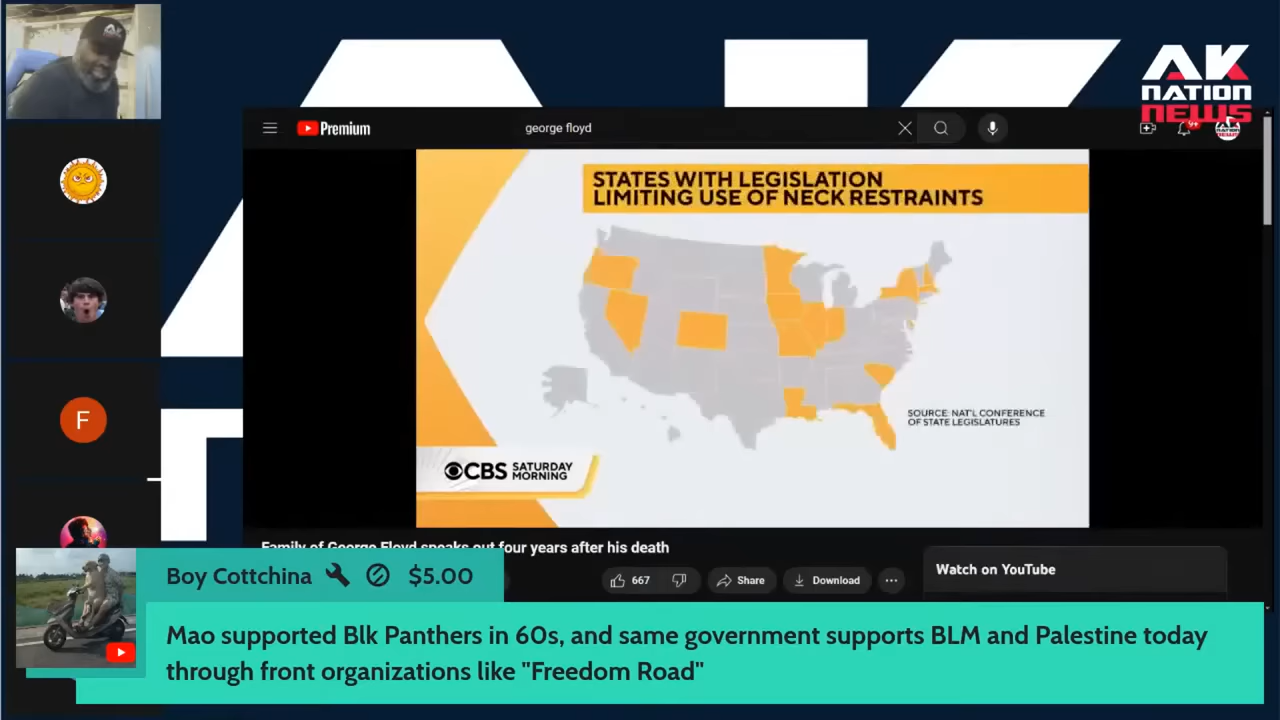 AK
AK
NATION
NEWS
Premium
george floyd
9+
STATES WITH LEGISLATION
LIMITING USE OF NECK RESTRAINTS
F
SOURCE: NAT'L CONFERENCE
OF STATE LEGISLATURES
CBS SATURDAY
MORNING
Family of George Floyd speaks out four years after his death
667
Share
Download
Watch on YouTube
Boy Cottchina $5.00
Mao supported Blk Panthers in 60s, and same government supports BLM and Palestine today
through front organizations like "Freedom Road"